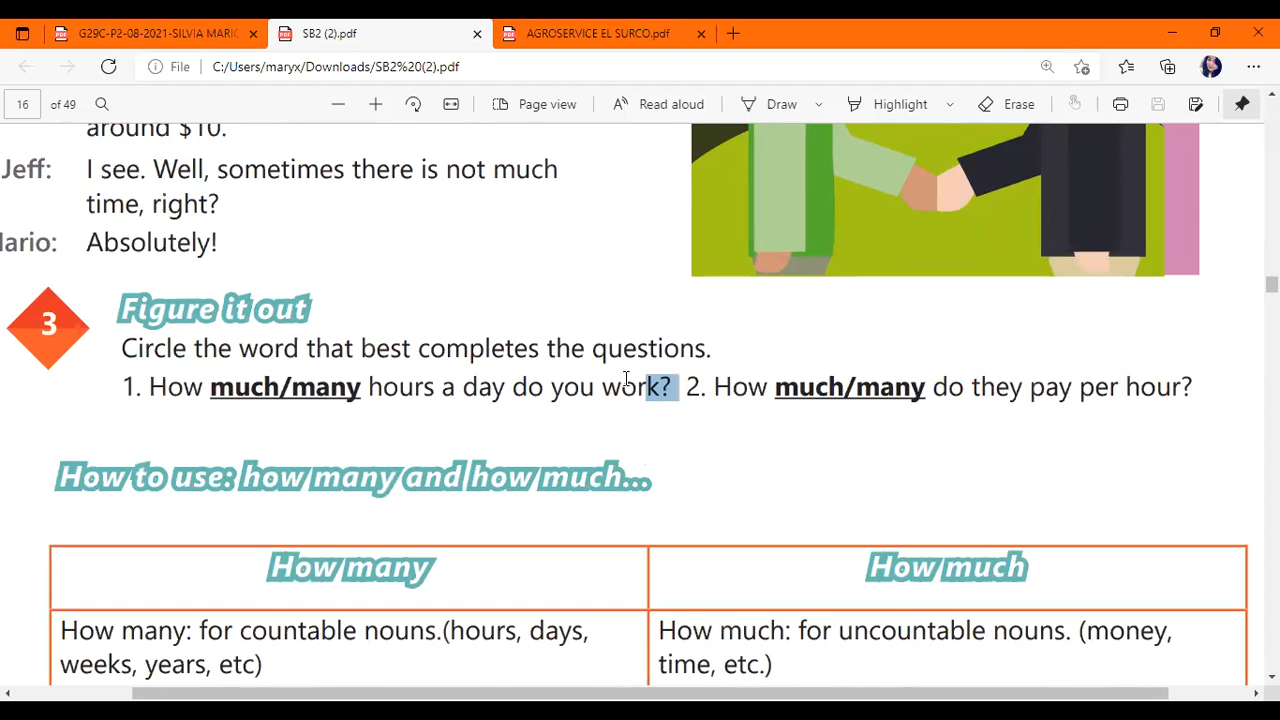 G29C-P2-08-2021-SILVIA MARIO
SB2 (2).pdf
AGROSERVICE EL SURCO.pdf
File
C:/Users/maryx/Downloads/SB2%20(2).pdf
16 of 49
Page view
Read aloud
Draw
Highlight
Erase
around $10.
Jeff: I see. Well, sometimes there is not much
time, right?
lario: Absolutely!
3
Figure it out
Circle the word that best completes the questions.
1. How much/many hours a day do you work? 2. How much/many do they pay per hour?
How to use: how many and how much...
How many
How much
How many: for countable nouns.(hours, days,
weeks, years, etc)
How much: for uncountable nouns. (money,
time, etc.)